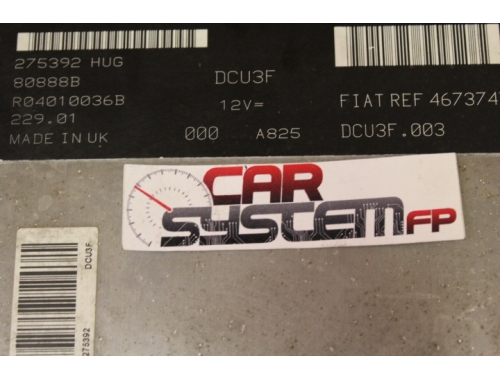 275392 HUG
80888B
R04010036B
229.01
MADE IN UK
DCU3F
12V=
000 A825
FIAT REF 467374
DCU3F.003
CAR
SYSTEM FP
DCU3F
275392